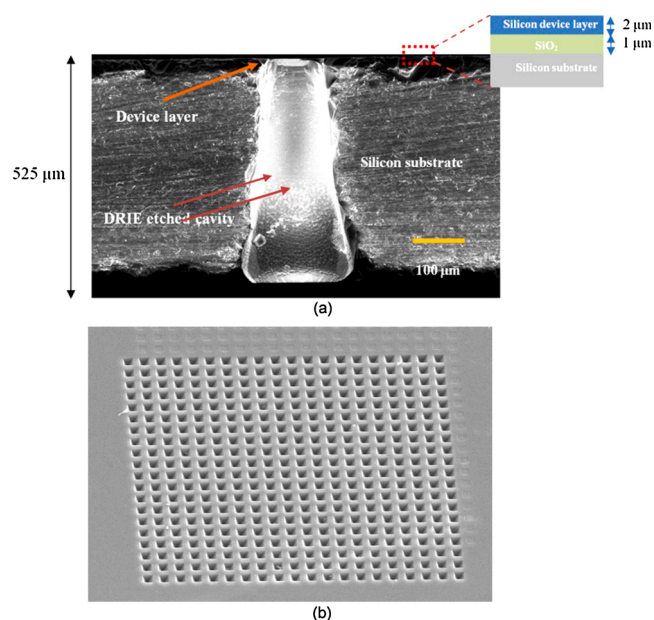 Silicon device layer
2 μm
SiO₂
1 μm
Silicon substrate
Device layer
525 μm
Silicon substrate
DRIE etched cavity
100 μm
(a)
(b)